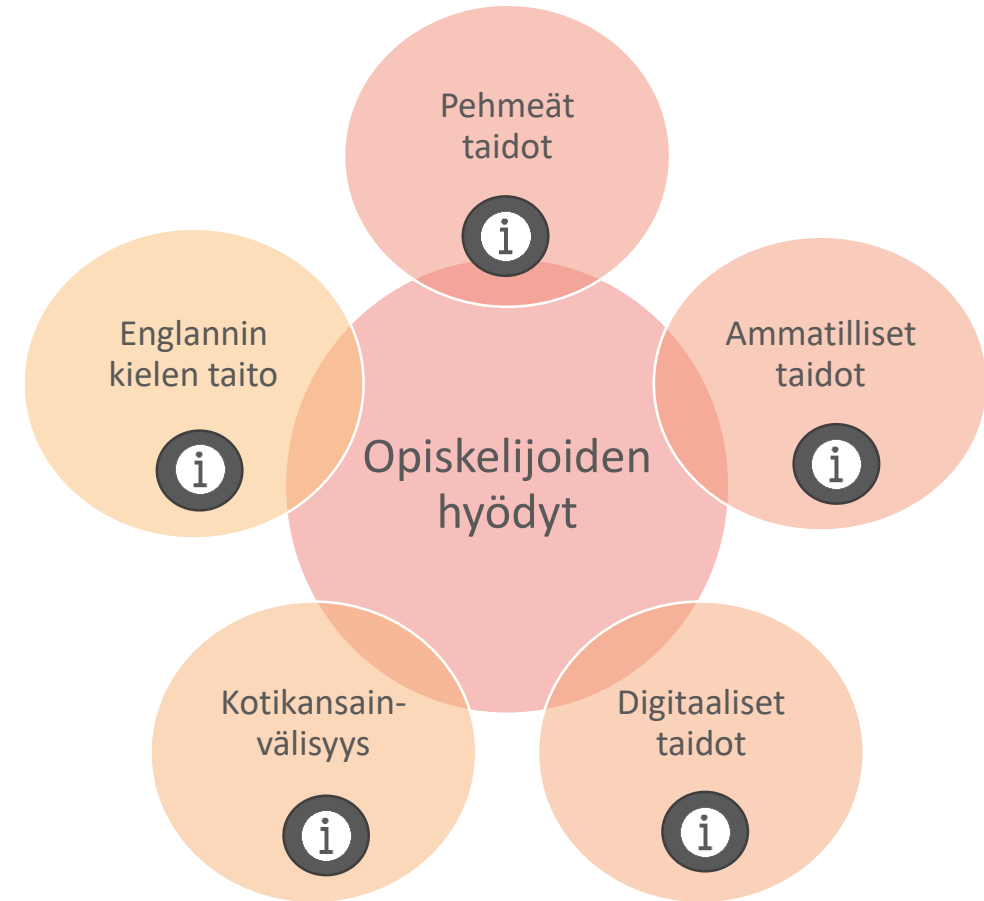 Pehmeät
taidot
Englannin
kielen taito
Ammatilliset
taidot
Opiskelijoiden
hyödyt
Kotikansain-
välisyys
Digitaaliset
taidot